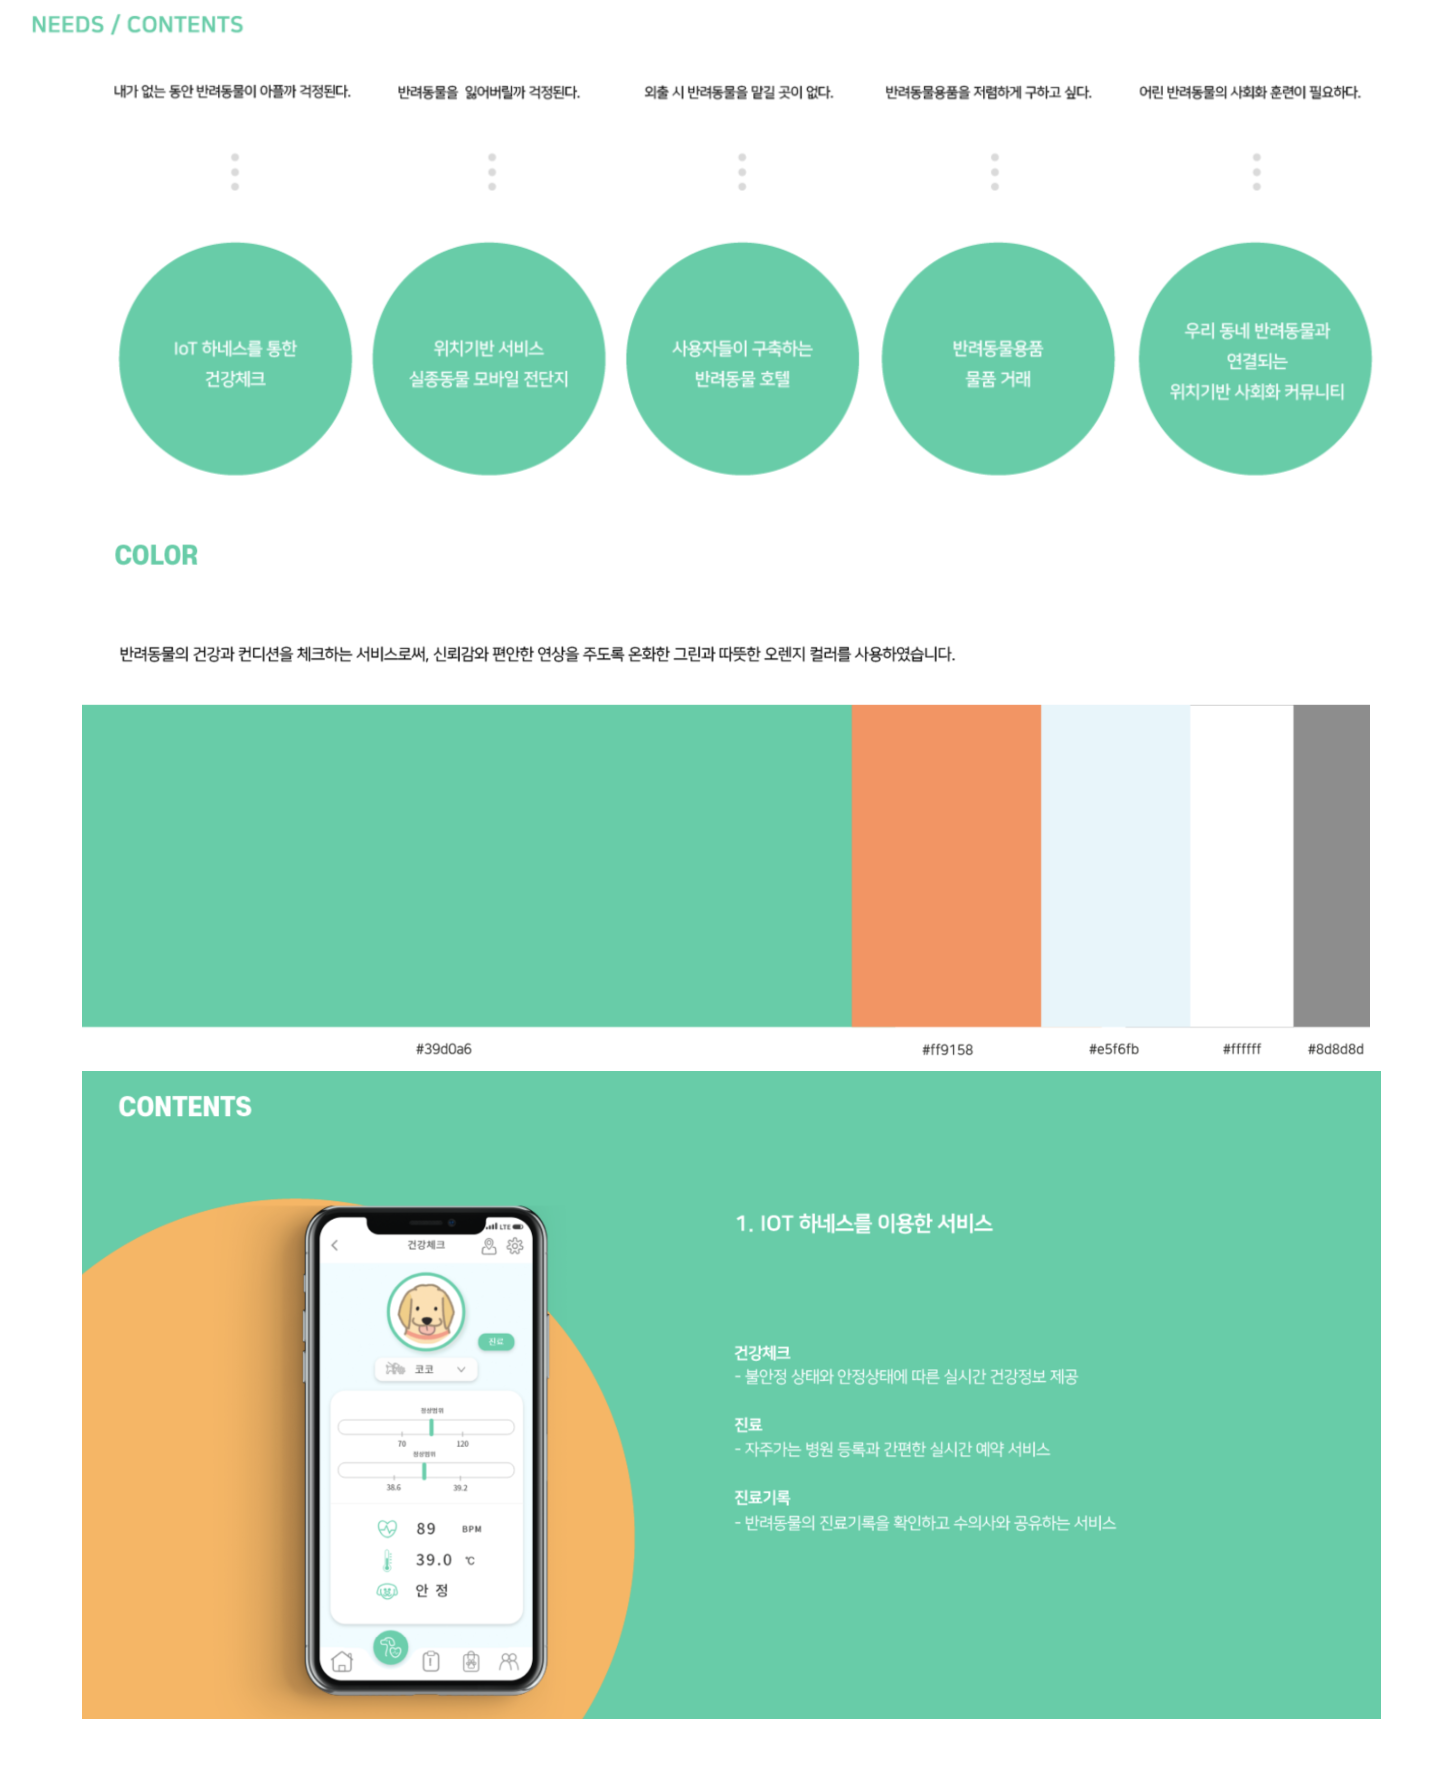 NEEDS / CONTENTS
내가 없는 동안 반려동물이 아플까 걱정된다.
반려동물을 잃어버릴까 걱정된다.
외출 시 반려동물을 맡길 곳이 없다.
반려동물용품을 저렴하게 구하고 싶다.
어린 반려동물의 사회화 훈련이 필요하다.
IoT 하네스를 통한
건강체크
위치기반 서비스
실종동물 모바일 전단지
사용자들이 구축하는
반려동물 호텔
반려동물용품
물품 거래
우리 동네 반려동물과
연결되는
위치기반 사회화 커뮤니티
COLOR
반려동물의 건강과 컨디션을 체크하는 서비스로써, 신뢰감와 편안한 연상을 주도록 온화한 그린과 따뜻한 오렌지 컬러를 사용하였습니다.
#39d0a6
#ff9158
#e5f6fb
#ffffff
#8d8d8d
CONTENTS
LTE
건강체크
진료
코코
정상범위
70 120
정상범위
38.6 39.2
89 BPM
39.0 ℃
안 정
1. IOT 하네스를 이용한 서비스
건강체크
- 불안정 상태와 안정상태에 따른 실시간 건강정보 제공
진료
- 자주가는 병원 등록과 간편한 실시간 예약 서비스
진료기록
- 반려동물의 진료기록을 확인하고 수의사와 공유하는 서비스